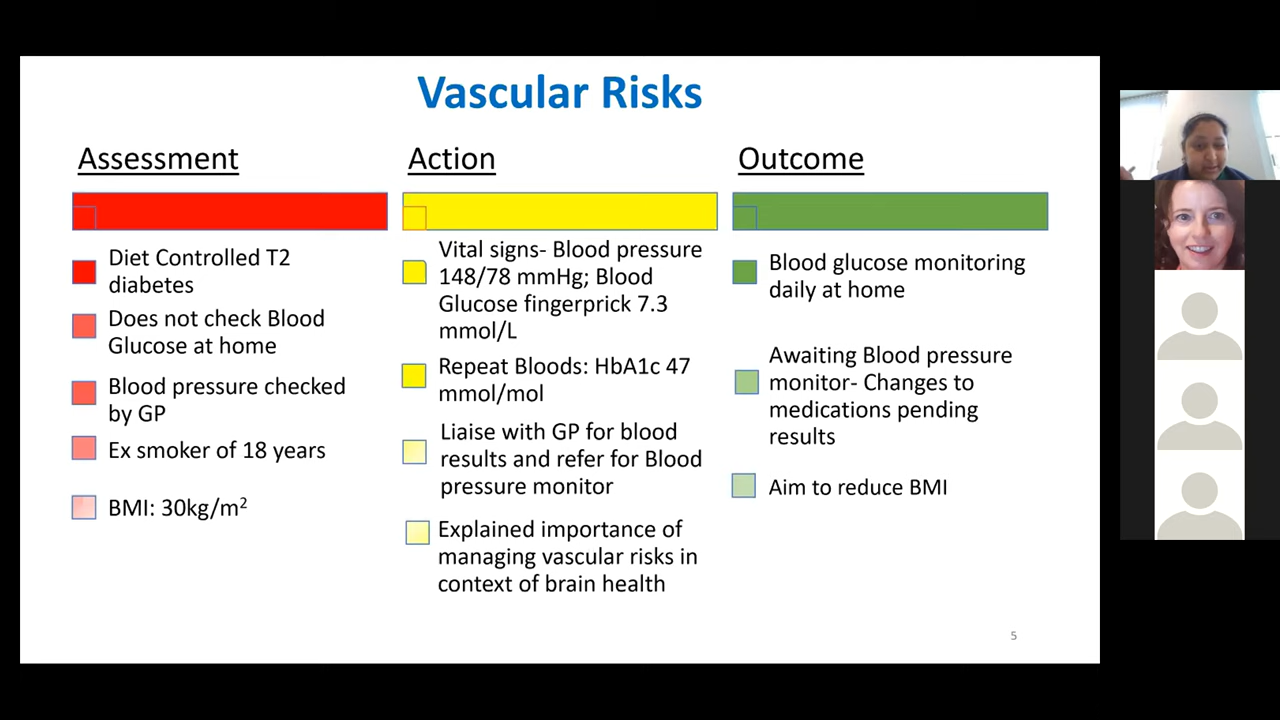 Vascular Risks
Assessment
Diet Controlled T2
diabetes
Does not check Blood
Glucose at home
Blood pressure checked
by GP
Ex smoker of 18 years
BMI: 30kg/m²
Action
Vital signs- Blood pressure
148/78 mmHg; Blood
Glucose fingerprick 7.3
mmol/L
Repeat Bloods: HbA1c 47
mmol/mol
Liaise with GP for blood
results and refer for Blood
pressure monitor
Explained importance of
managing vascular risks in
context of brain health
Outcome
Blood glucose monitoring
daily at home
Awaiting Blood pressure
monitor- Changes to
medications pending
results
Aim to reduce BMI
5